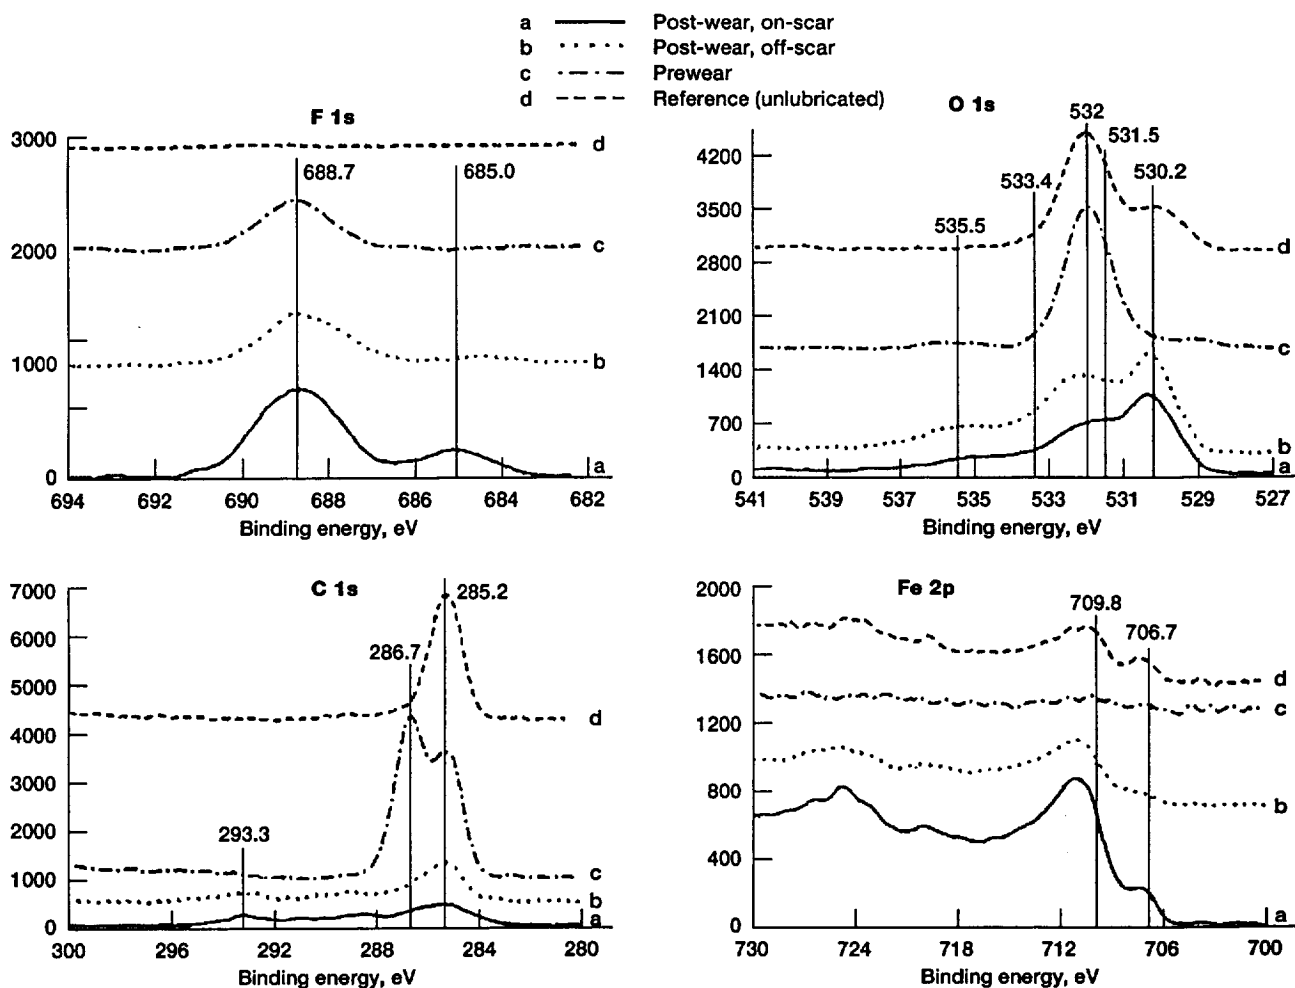 a Post-wear, on-scar
b Post-wear, off-scar
c Prewear
d Reference (unlubricated)
F 1s
3000
2000
1000
0
688.7
685.0
d
c
b
a
694 692 690 688 686 684 682
Binding energy, eV
O 1s
4200
3500
2800
2100
1400
700
0
535.5
533.4
532
531.5
530.2
d
c
b
a
541 539 537 535 532 531 529 527
Binding energy, eV
C 1s
7000
6000
5000
4000
3000
2000
1000
0
293.3
286.7
285.2
d
c
b
a
300 296 292 288 284 280
Binding energy, eV
Fe 2p
2000
1600
1200
800
400
0
709.8
706.7
d
c
b
a
730 724 718 712 706 700
Binding energy, eV